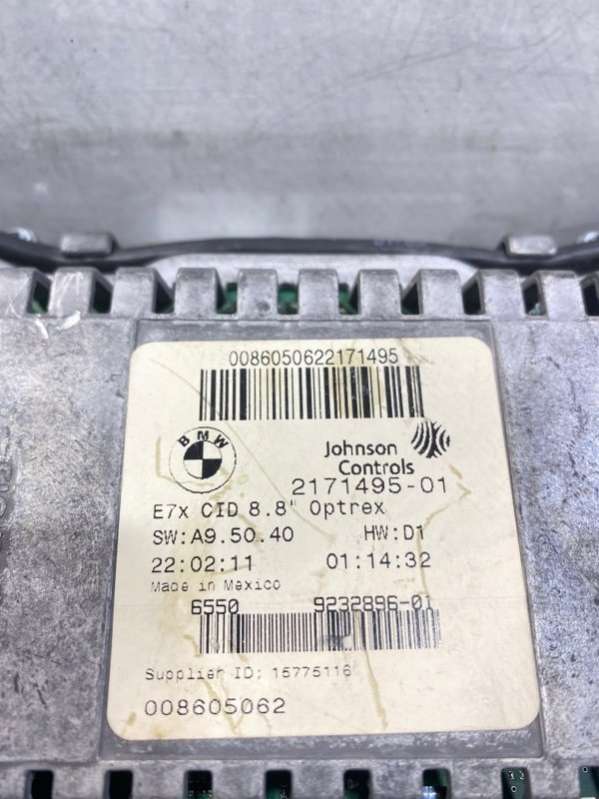 0086050622171495
BMW
Johnson
Controls
2171495-01
E7x CID 8.8" Optrex
SW:A9.50.40 HW:D1
22:02:11 01:14:32
Made in Mexico
6550 9232896-01
Supplier ID: 15775116
008605062